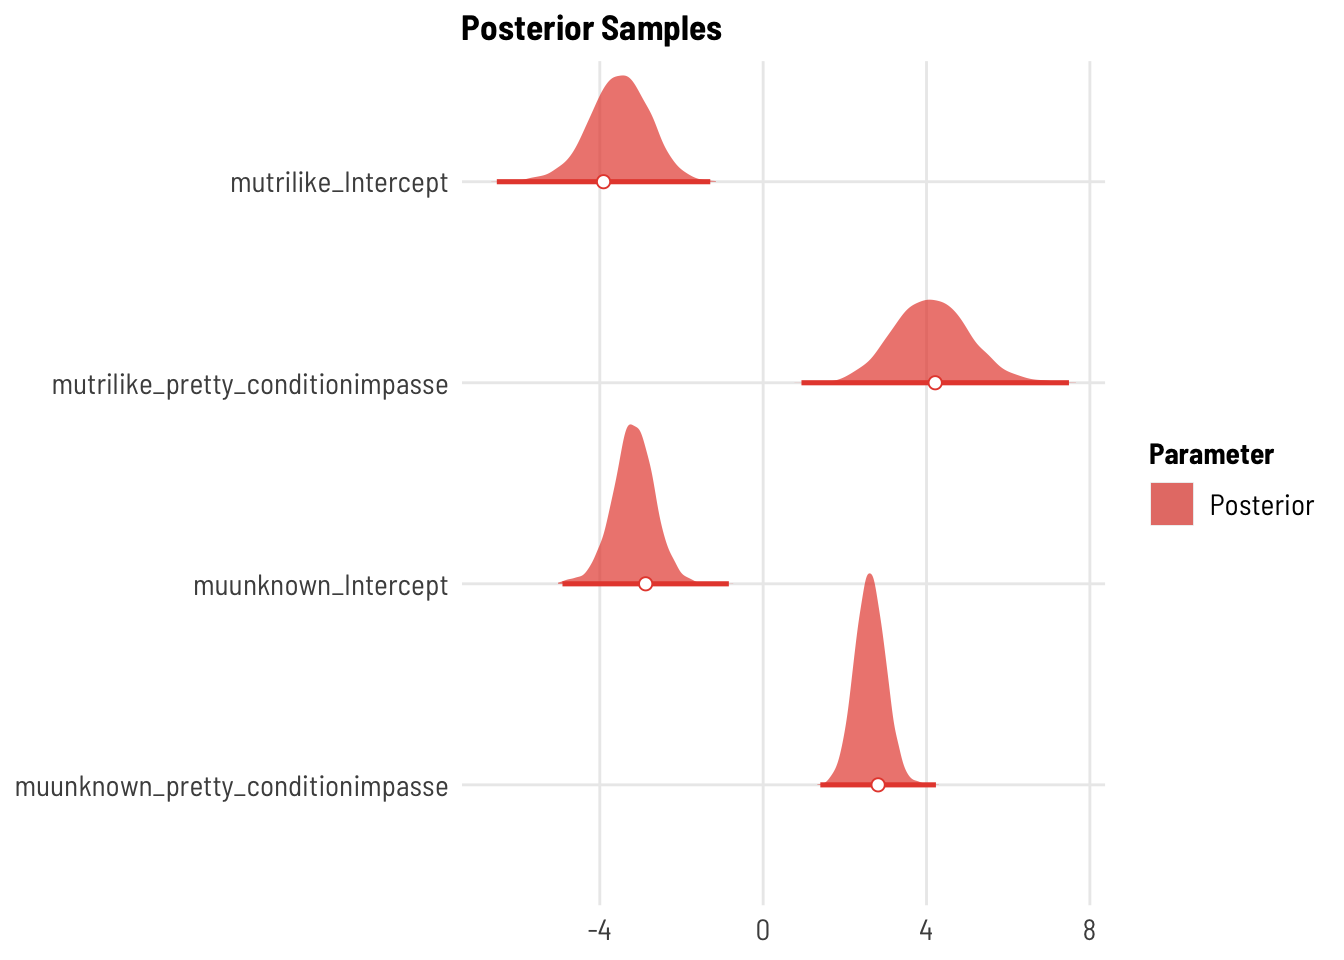 Posterior Samples
mutrilike_Intercept
mutrilike_pretty_conditionimpasse
muunknown_Intercept
muunknown_pretty_conditionimpasse
-4 0 4 8
Parameter
Posterior